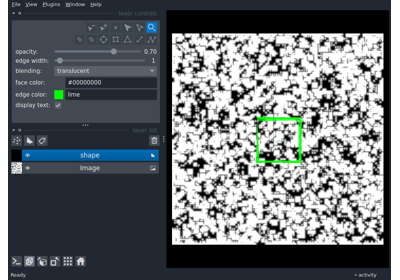 File View Plugins Window Help
layer controls
opacity: 0.70
edge width: 1
blending: translucent
face color: #00000000
edge color: lime
display text:
layer list
shape
Image
Ready
activity